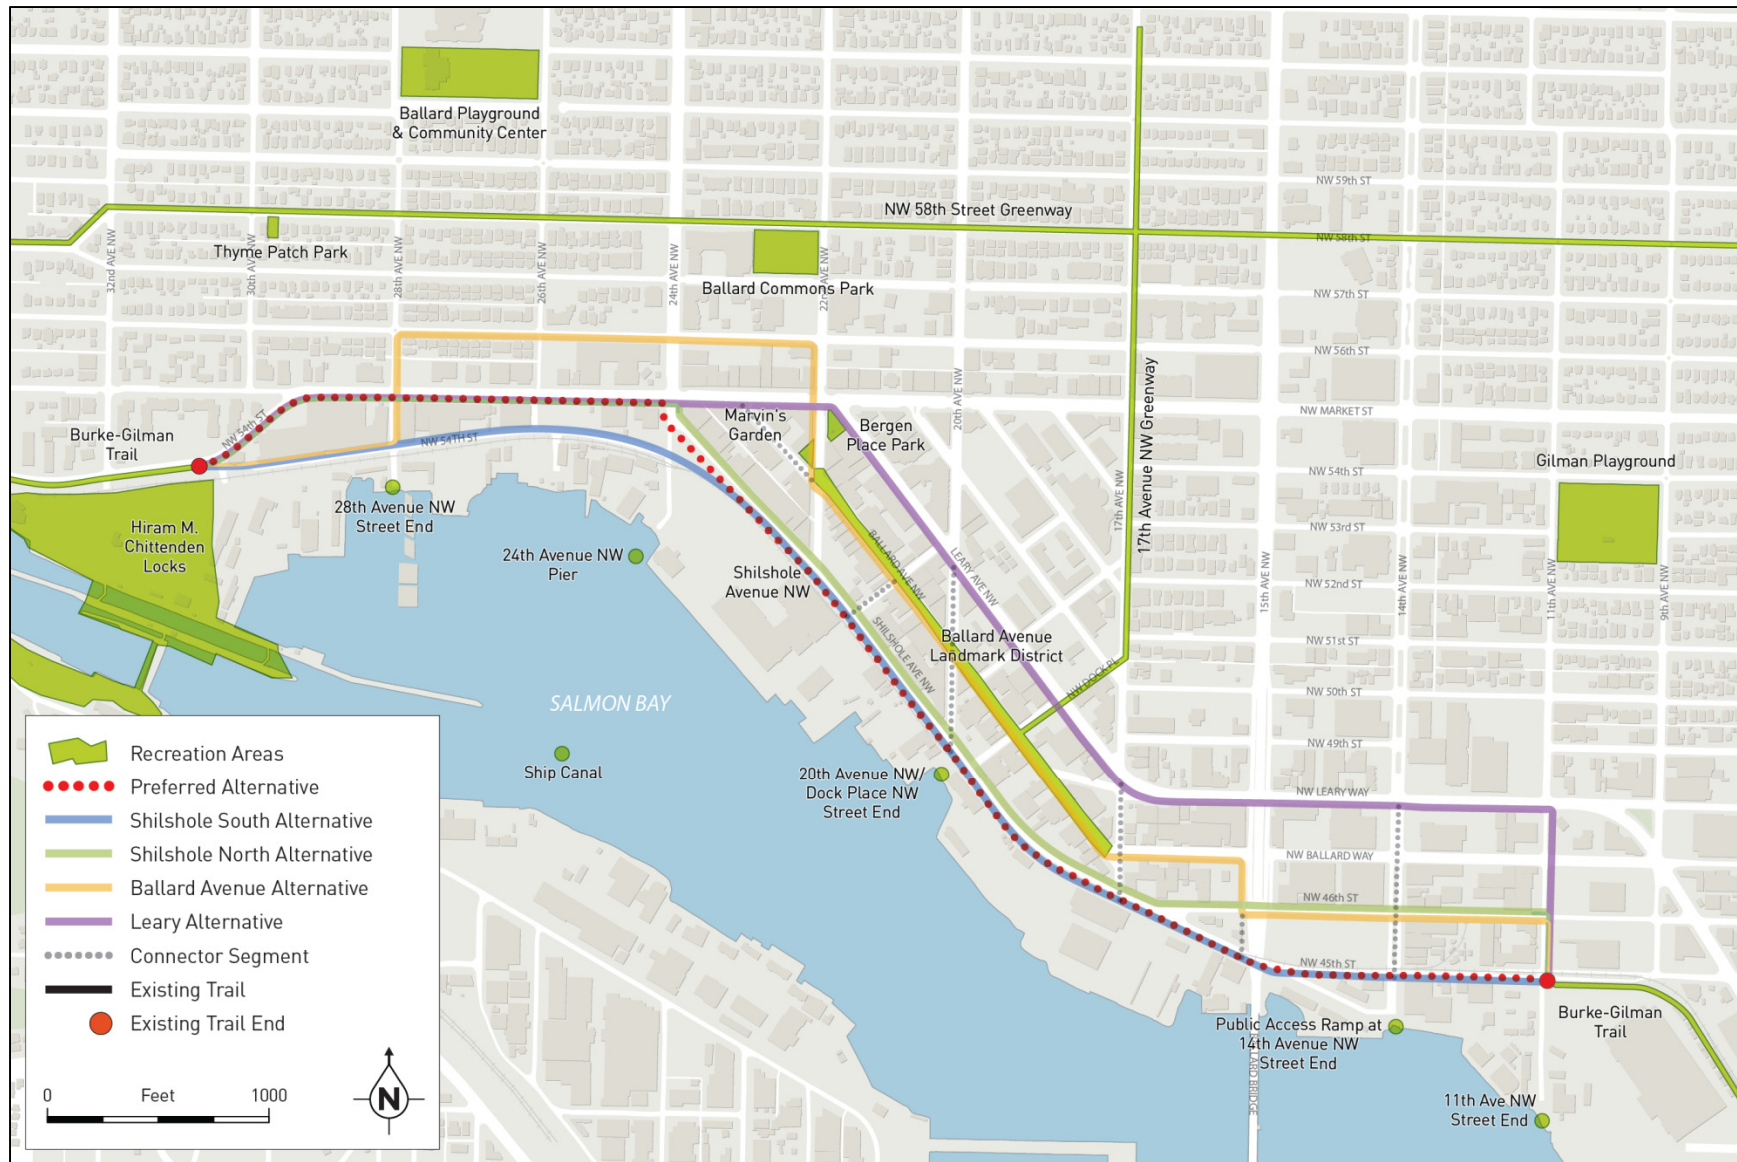 Ballard Playground
& Community Center
NW 59th ST
NW 58th Street Greenway
NW 58th ST
Thyme Patch Park
32nd AVE NW
30th AVE NW
28th AVE NW
26th AVE NW
24th AVE NW
22nd AVE NW
Ballard Commons Park
NW 57th ST
NW 56th ST
20th AVE NW
17th Avenue NW Greenway
NW MARKET ST
Marvin's
Garden
Bergen
Place Park
Burke-Gilman
Trail
NW 54th ST
NW 54TH ST
NW 54th ST
Gilman Playground
17th AVE NW
28th Avenue NW
Street End
Hiram M.
Chittenden
Locks
NW 53rd ST
24th Avenue NW
Pier
BALLARD AVE NW
LEARY AVE NW
15th AVE NW
14th AVE NW
11th AVE NW
9th AVE NW
Shilshole
Avenue NW
NW 52nd ST
SHILSHOLE AVE NW
Ballard Avenue
Landmark District
NW 51st ST
NW DOCK PL
NW 50th ST
SALMON BAY
NW 49th ST
Ship Canal
20th Avenue NW/
Dock Place NW
Street End
NW LEARY WAY
NW BALLARD WAY
NW 46th ST
NW 45th ST
Burke-Gilman
Trail
Public Access Ramp at
14th Avenue NW
Street End
BALLARD BRIDGE
11th Ave NW
Street End
Recreation Areas
Preferred Alternative
Shilshole South Alternative
Shilshole North Alternative
Ballard Avenue Alternative
Leary Alternative
Connector Segment
Existing Trail
Existing Trail End
0 Feet 1000
N